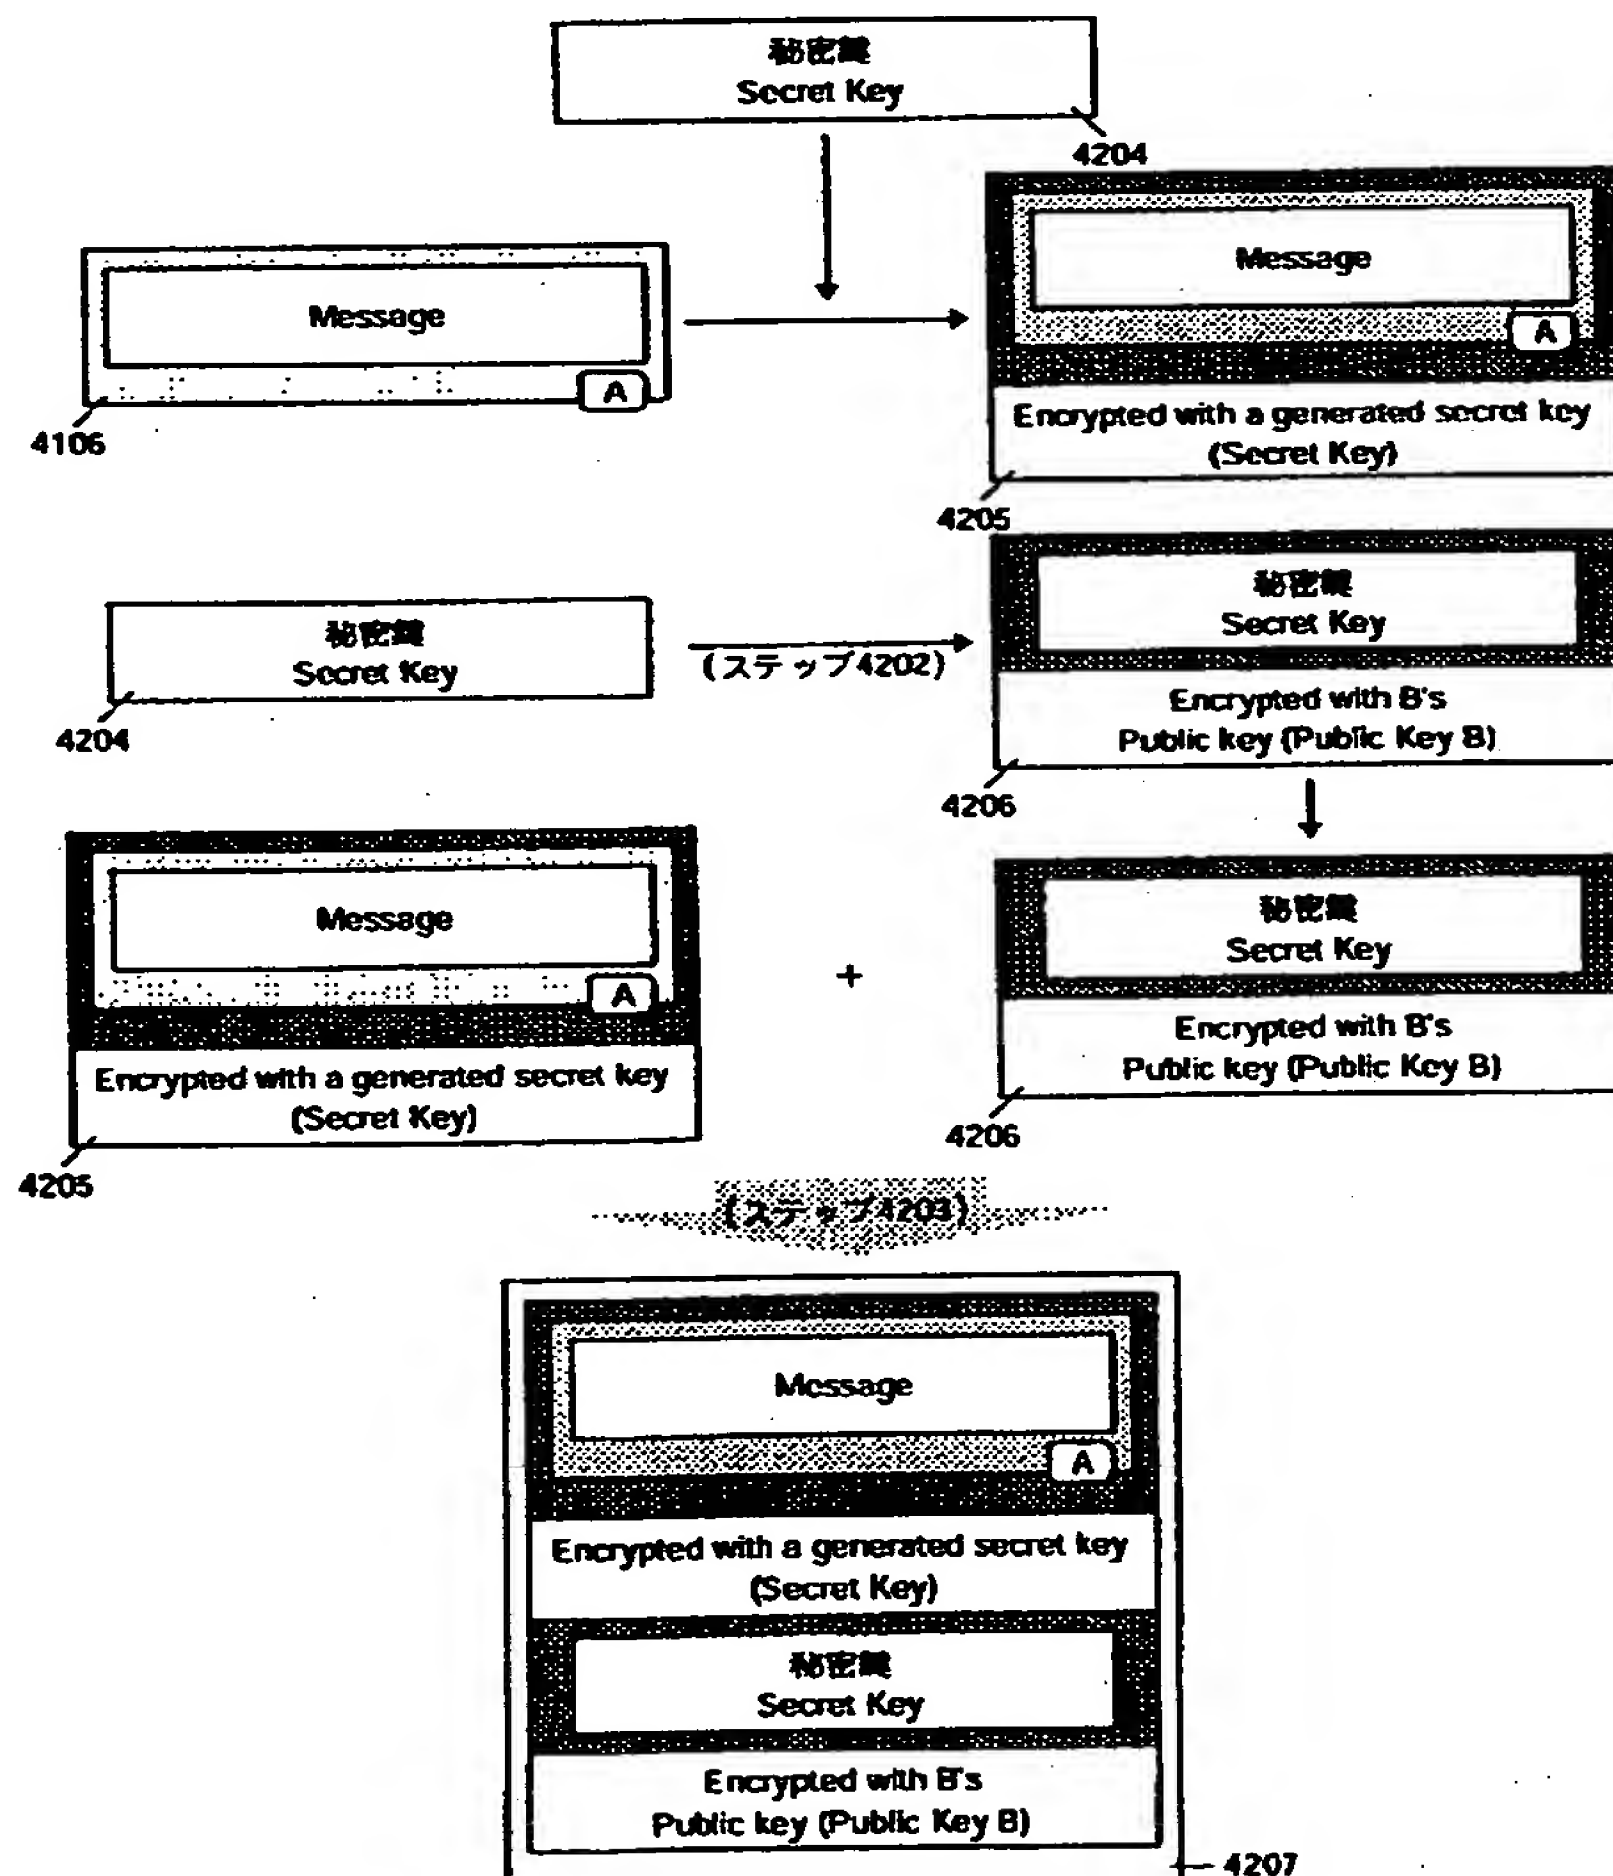 秘密鍵
Secret Key
4204
Message
A
4106
Message
A
Encrypted with a generated secret key
(Secret Key)
4205
秘密鍵
Secret Key
4204
(ステップ4202)
秘密鍵
Secret Key
Encrypted with B's
Public key (Public Key B)
4206
Message
A
Encrypted with a generated secret key
(Secret Key)
4205
+
秘密鍵
Secret Key
Encrypted with B's
Public key (Public Key B)
4206
(ステップ4203)
Message
A
Encrypted with a generated secret key
(Secret Key)
秘密鍵
Secret Key
Encrypted with B's
Public key (Public Key B)
4207